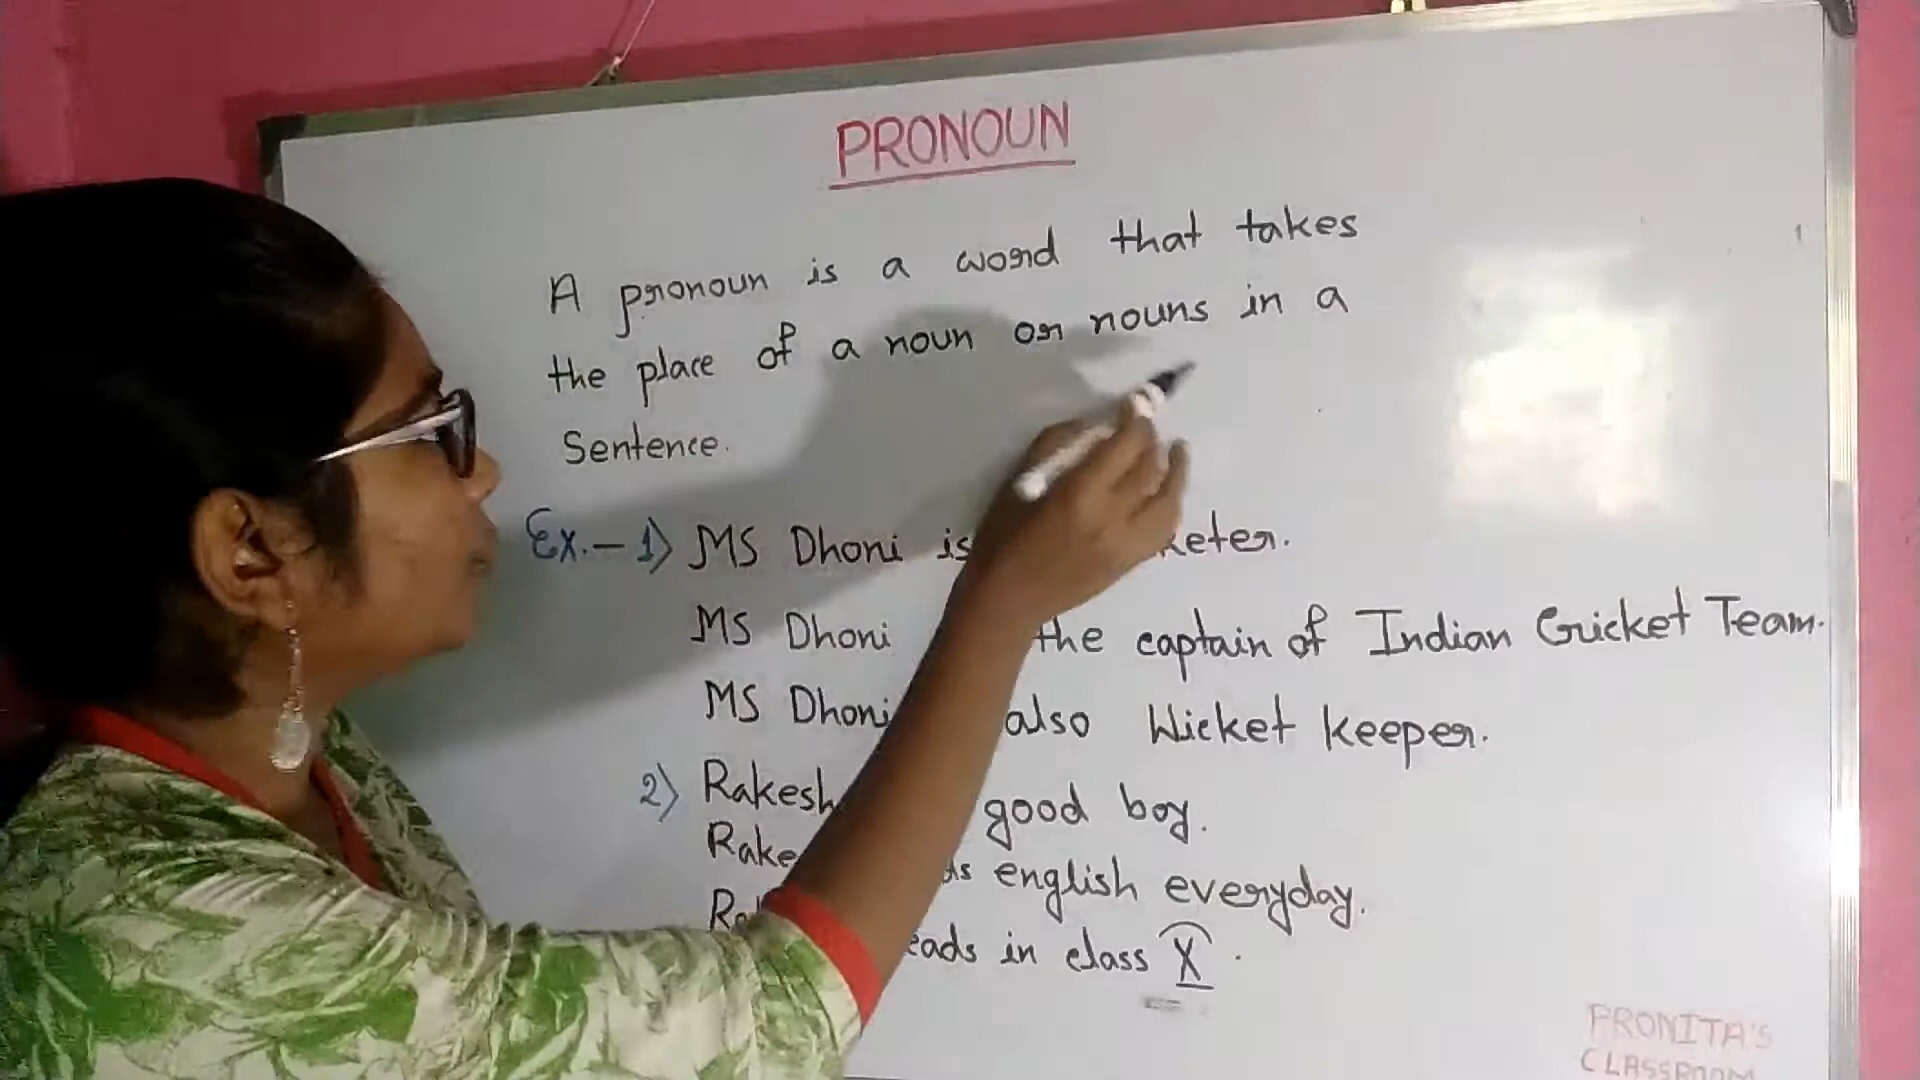 PRONOUN
A pronoun is a word that takes
the place of a noun or nouns in a
Sentence.
Ex.- 1) MS Dhoni is keter.
MS Dhoni the captain of Indian Cricket Team.
MS Dhoni also Wicket keeper.
2) Rakesh good boy.
Rake ds english everyday.
eads in class X.
PRONITA'S
CLASSROOM